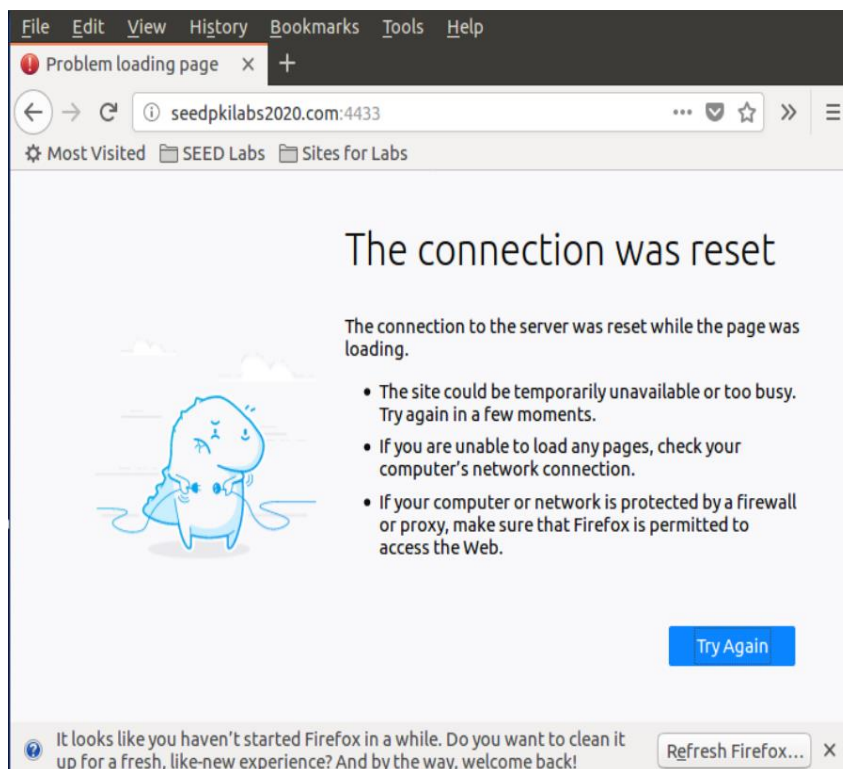 File Edit View History Bookmarks Tools Help
Problem loading page
seedpkilabs2020.com:4433
Most Visited SEED Labs Sites for Labs
The connection was reset
The connection to the server was reset while the page was
loading.
The site could be temporarily unavailable or too busy.
Try again in a few moments.
If you are unable to load any pages, check your
computer’s network connection.
If your computer or network is protected by a firewall
or proxy, make sure that Firefox is permitted to
access the Web.
Try Again
It looks like you haven’t started Firefox in a while. Do you want to clean it
up for a fresh, like-new experience? And by the way, welcome back!
Refresh Firefox...